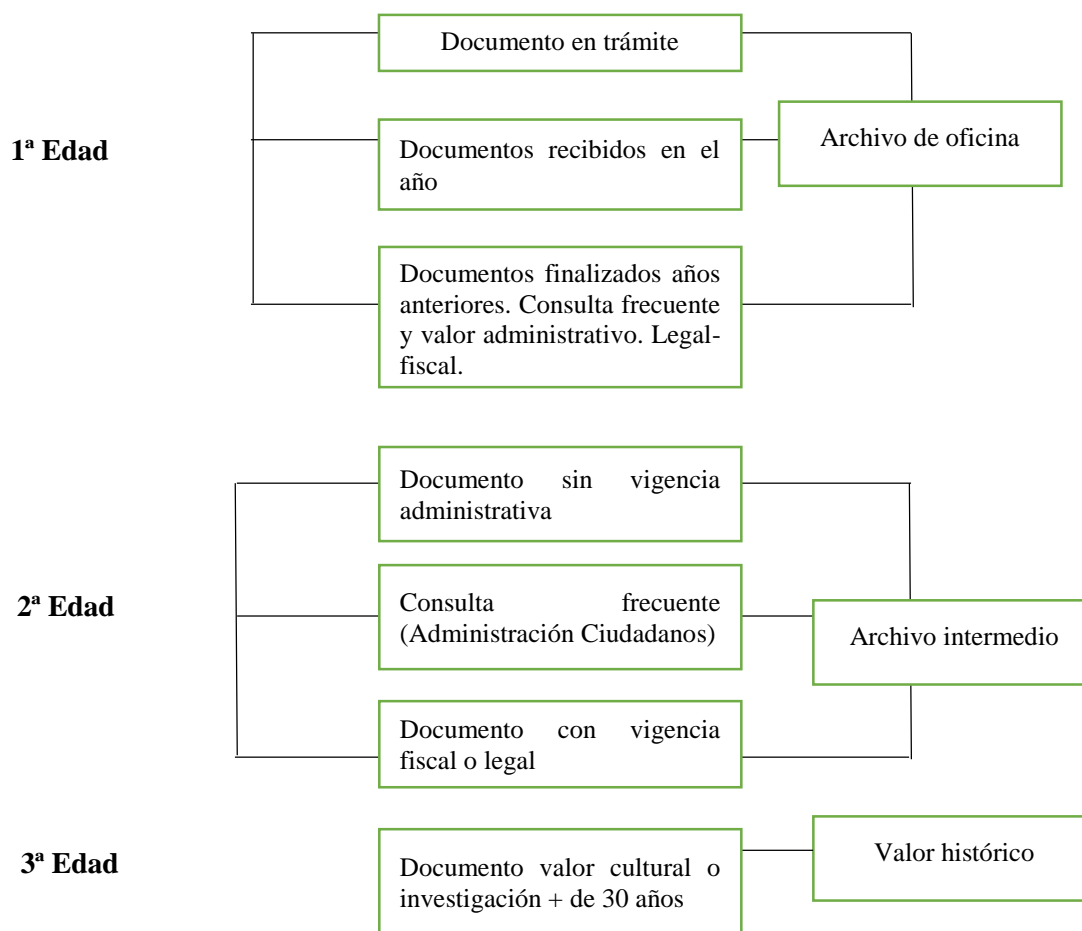 Documento en trámite
1ª Edad
Documentos recibidos en el
año
Archivo de oficina
Documentos finalizados años
anteriores. Consulta frecuente
y valor administrativo. Legal-
fiscal.
Documento sin vigencia
administrativa
2ª Edad
Consulta frecuente
(Administración Ciudadanos)
Archivo intermedio
Documento con vigencia
fiscal o legal
3ª Edad
Documento valor cultural o
investigación + de 30 años
Valor histórico